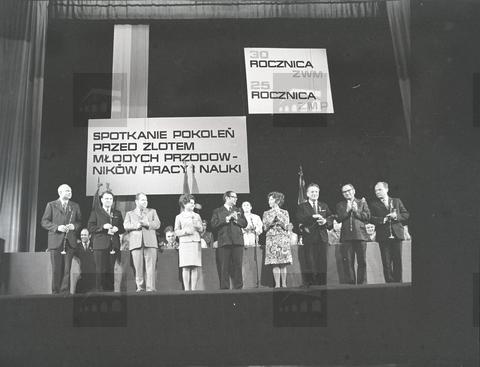 30
ROCZNICA
ZWM
25
ROCZNICA
ZMP
SPOTKANIE POKOLEŃ
PRZED ZLOTEM
MŁODYCH PRZODOW-
NIKÓW PRACY I NAUKI